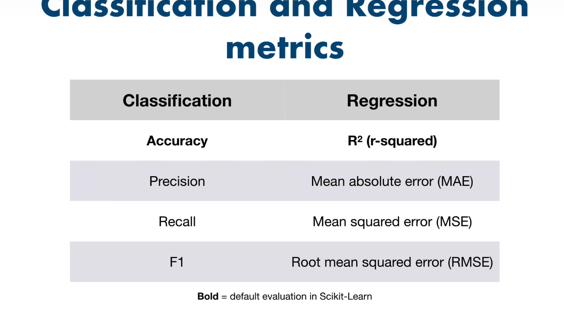 Classification and Regression
metrics
Classification Regression
Accuracy R² (r-squared)
Precision Mean absolute error (MAE)
Recall Mean squared error (MSE)
F1 Root mean squared error (RMSE)
Bold = default evaluation in Scikit-Learn